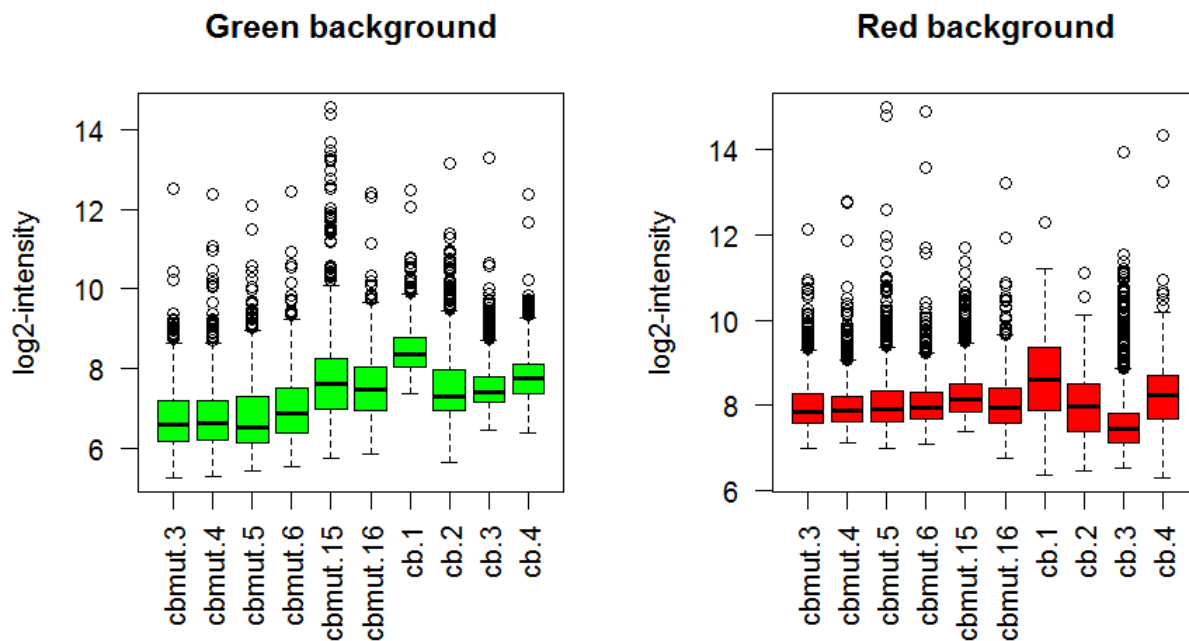 Green background
log2-intensity
14
12
10
8
6
cbmut.3
cbmut.4
cbmut.5
cbmut.6
cbmut.15
cbmut.16
cb.1
cb.2
cb.3
cb.4
Red background
log2-intensity
14
12
10
8
6
cbmut.3
cbmut.4
cbmut.5
cbmut.6
cbmut.15
cbmut.16
cb.1
cb.2
cb.3
cb.4